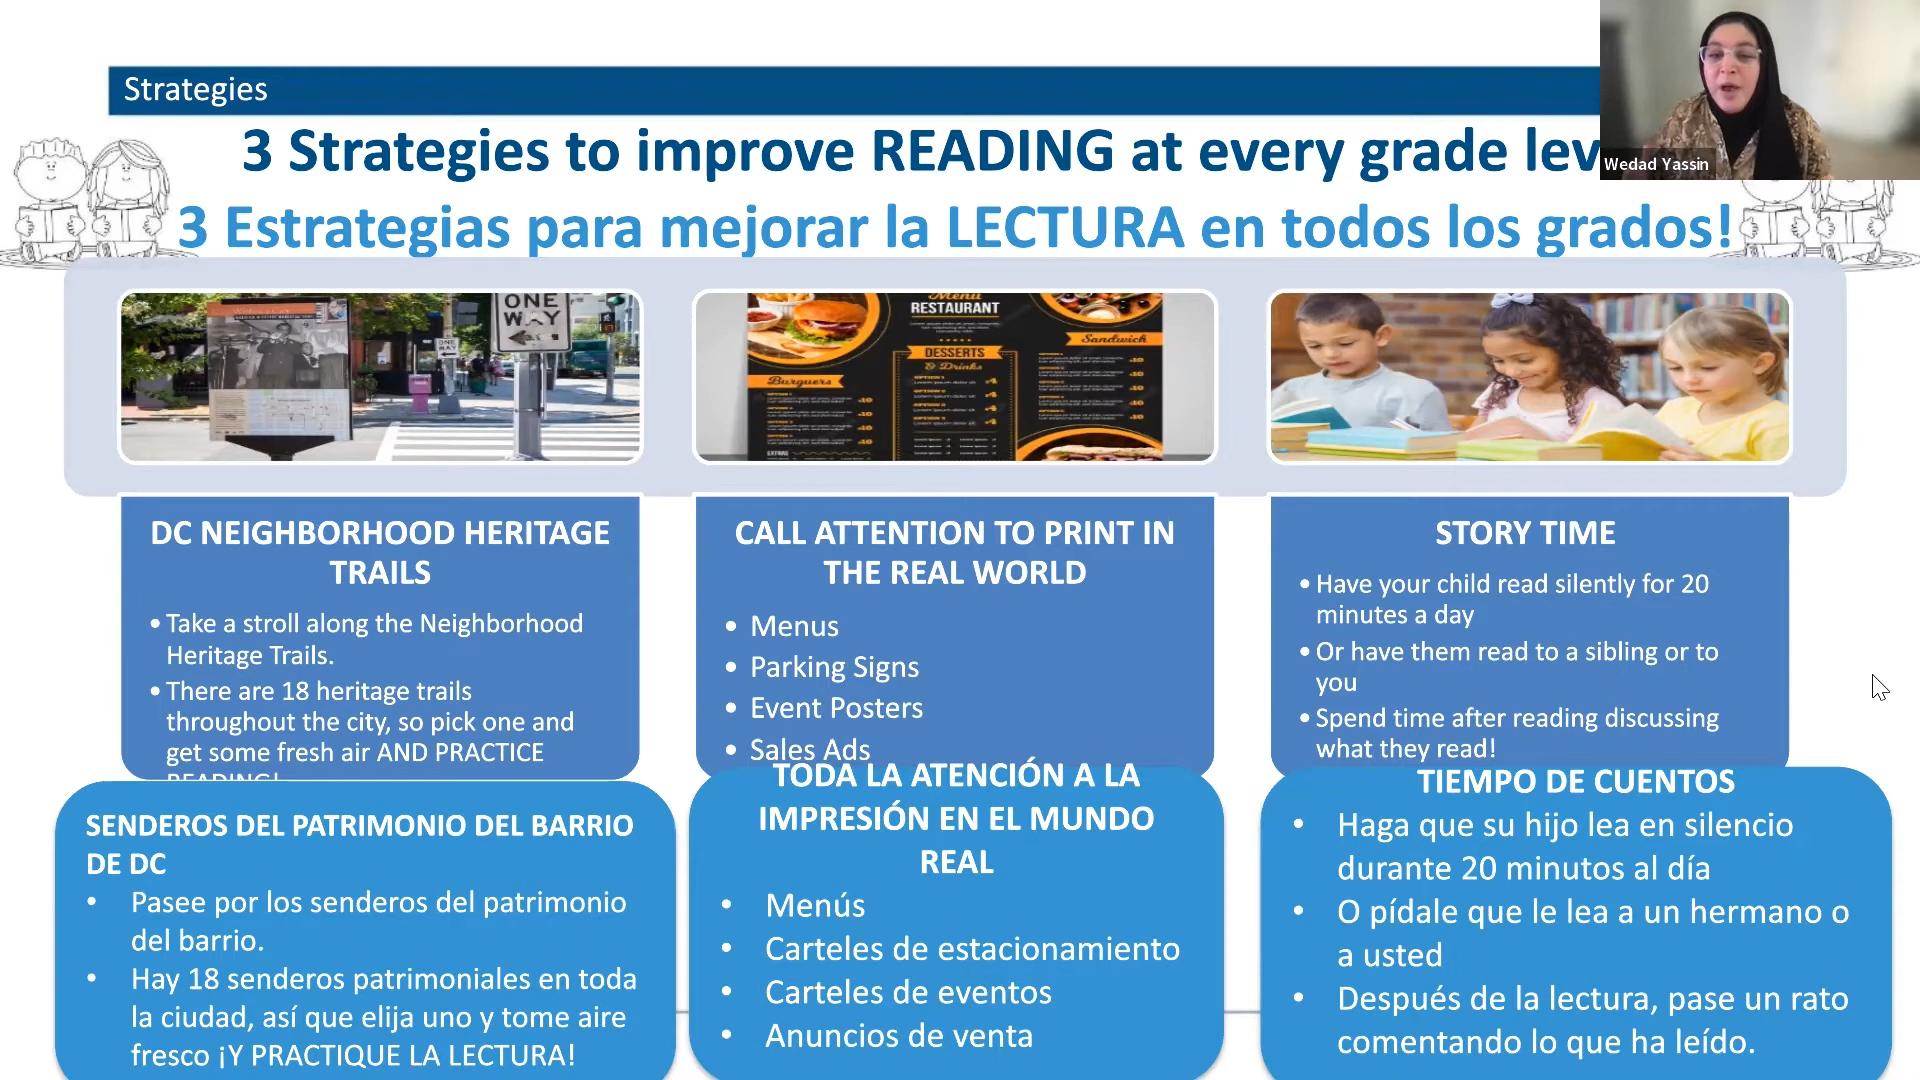 Strategies
3 Strategies to improve READING at every grade lev
3 Estrategias para mejorar la LECTURA en todos los grados!
Wedad Yassin
ONE
WAY
ONE
WAY
Menu
RESTAURANT
DESSERTS
& Drinks
Sandwich
Burguers
EXTRAS
DC NEIGHBORHOOD HERITAGE
TRAILS
• Take a stroll along the Neighborhood
Heritage Trails.
• There are 18 heritage trails
throughout the city, so pick one and
get some fresh air AND PRACTICE
READING!
CALL ATTENTION TO PRINT IN
THE REAL WORLD
• Menus
• Parking Signs
• Event Posters
• Sales Ads
STORY TIME
• Have your child read silently for 20
minutes a day
• Or have them read to a sibling or to
you
• Spend time after reading discussing
what they read!
SENDEROS DEL PATRIMONIO DEL BARRIO
DE DC
• Pasee por los senderos del patrimonio
del barrio.
• Hay 18 senderos patrimoniales en toda
la ciudad, así que elija uno y tome aire
fresco ¡Y PRACTIQUE LA LECTURA!
TODA LA ATENCIÓN A LA
IMPRESIÓN EN EL MUNDO
REAL
• Menús
• Carteles de estacionamiento
• Carteles de eventos
• Anuncios de venta
TIEMPO DE CUENTOS
• Haga que su hijo lea en silencio
durante 20 minutos al día
• O pídale que le lea a un hermano o
a usted
• Después de la lectura, pase un rato
comentando lo que ha leído.